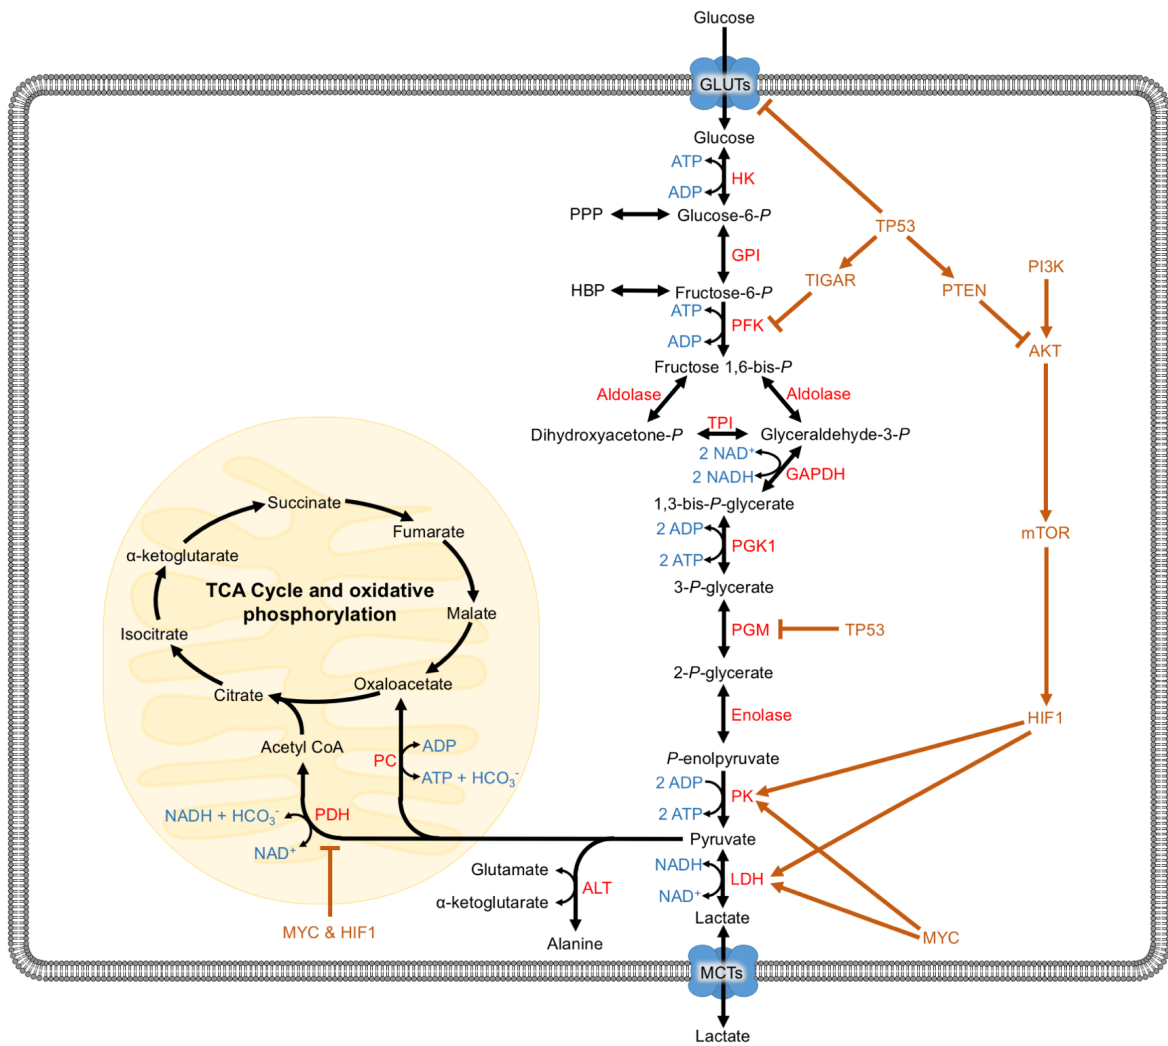 Glucose
GLUTs
Glucose
ATP
HK
ADP
PPP
Glucose-6-P
TP53
GPI
TIGAR
PTEN
PI3K
HBP
Fructose-6-P
ATP
PFK
ADP
AKT
Fructose 1,6-bis-P
Aldolase
Aldolase
TPI
Dihydroxyacetone-P
Glyceraldehyde-3-P
2 NAD⁺
2 NADH
GAPDH
1,3-bis-P-glycerate
2 ADP
PGK1
2 ATP
mTOR
3-P-glycerate
PGM
TP53
2-P-glycerate
Enolase
HIF1
P-enolpyruvate
2 ADP
PK
2 ATP
Pyruvate
NADH
LDH
NAD⁺
Lactate
MYC
MCTs
Lactate
Succinate
Fumarate
α-ketoglutarate
TCA Cycle and oxidative
phosphorylation
Malate
Isocitrate
Citrate
Oxaloacetate
Acetyl CoA
PC
ADP
ATP + HCO₃⁻
NADH + HCO₃⁻
PDH
NAD⁺
MYC & HIF1
Glutamate
ALT
α-ketoglutarate
Alanine